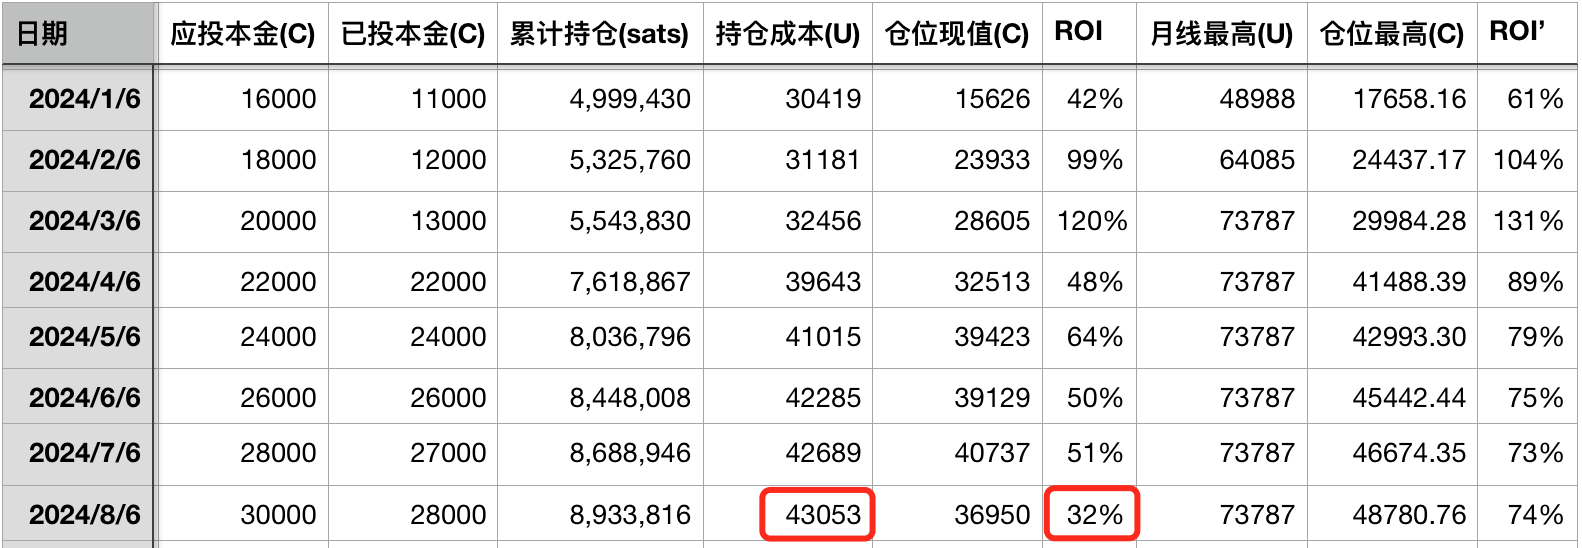 日期 应投本金(C) 已投本金(C) 累计持仓(sats) 持仓成本(U) 仓位现值(C) ROI 月线最高(U) 仓位最高(C) ROI’
2024/1/6 16000 11000 4,999,430 30419 15626 42% 48988 17658.16 61%
2024/2/6 18000 12000 5,325,760 31181 23933 99% 64085 24437.17 104%
2024/3/6 20000 13000 5,543,830 32456 28605 120% 73787 29984.28 131%
2024/4/6 22000 22000 7,618,867 39643 32513 48% 73787 41488.39 89%
2024/5/6 24000 24000 8,036,796 41015 39423 64% 73787 42993.30 79%
2024/6/6 26000 26000 8,448,008 42285 39129 50% 73787 45442.44 75%
2024/7/6 28000 27000 8,688,946 42689 40737 51% 73787 46674.35 73%
2024/8/6 30000 28000 8,933,816 43053 36950 32% 73787 48780.76 74%